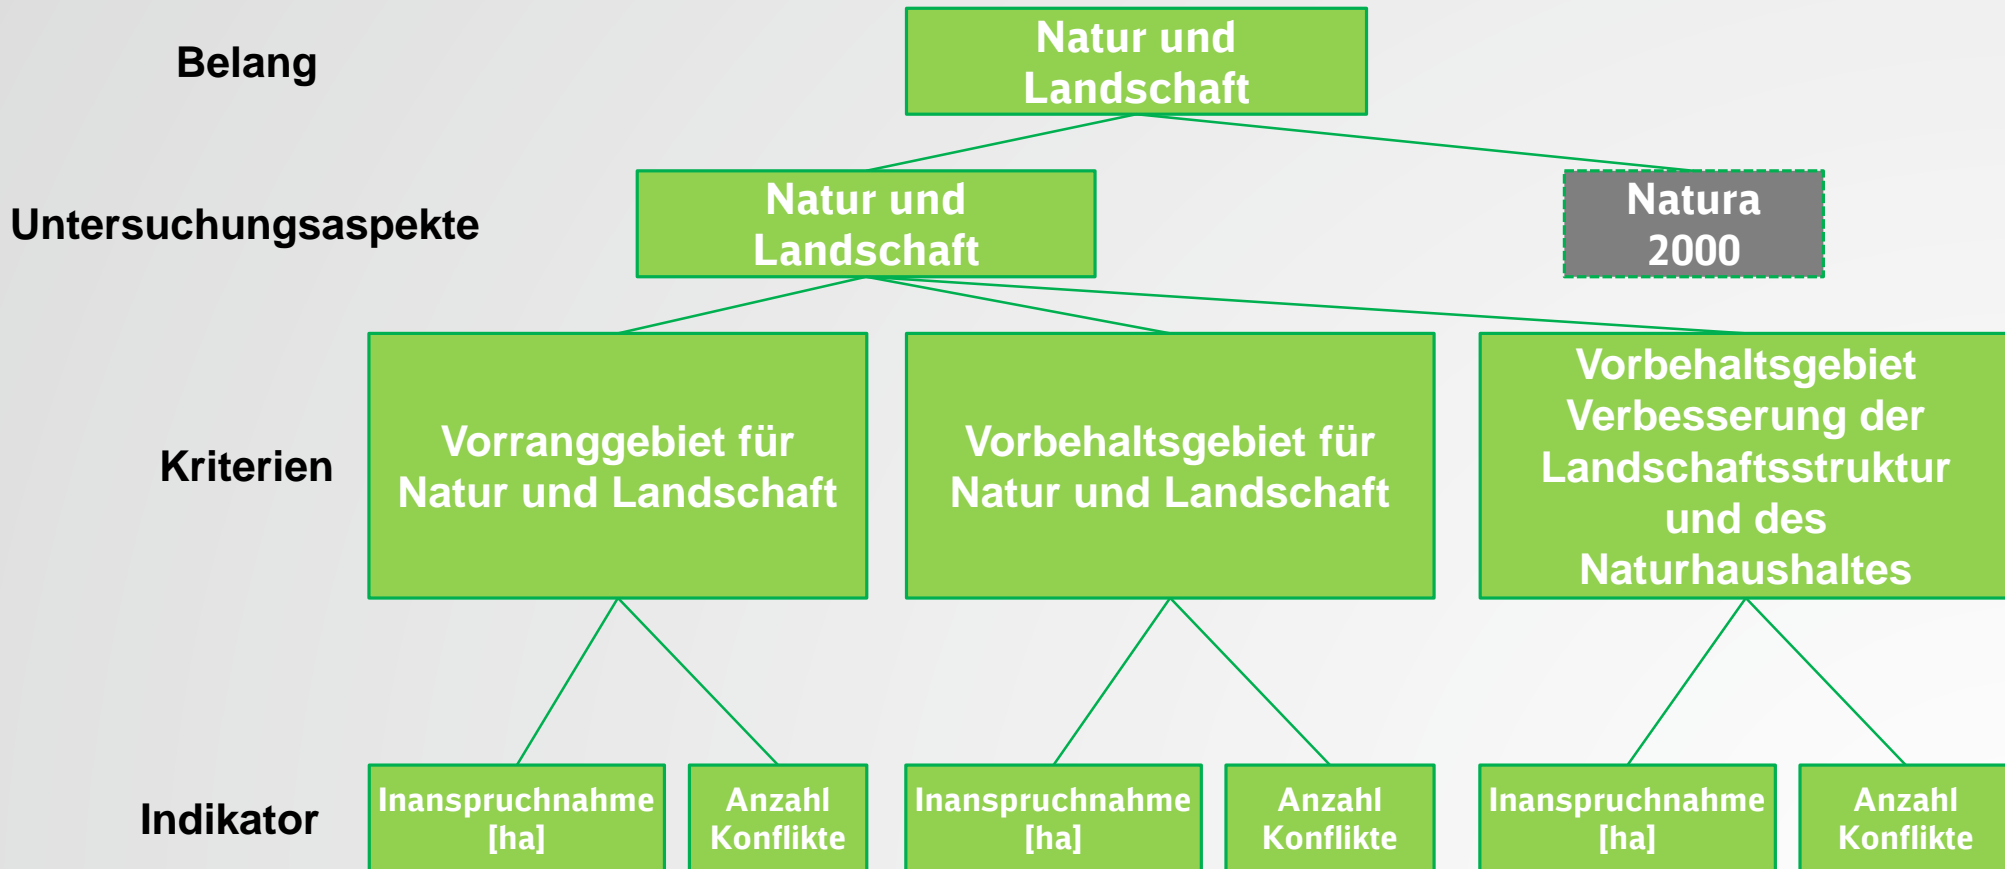 Belang
Natur und
Landschaft
Untersuchungsaspekte
Natur und
Landschaft
Natura
2000
Kriterien
Vorranggebiet für
Natur und Landschaft
Vorbehaltsgebiet für
Natur und Landschaft
Vorbehaltsgebiet
Verbesserung der
Landschaftsstruktur
und des
Naturhaushaltes
Indikator
Inanspruchnahme
[ha]
Anzahl
Konflikte
Inanspruchnahme
[ha]
Anzahl
Konflikte
Inanspruchnahme
[ha]
Anzahl
Konflikte